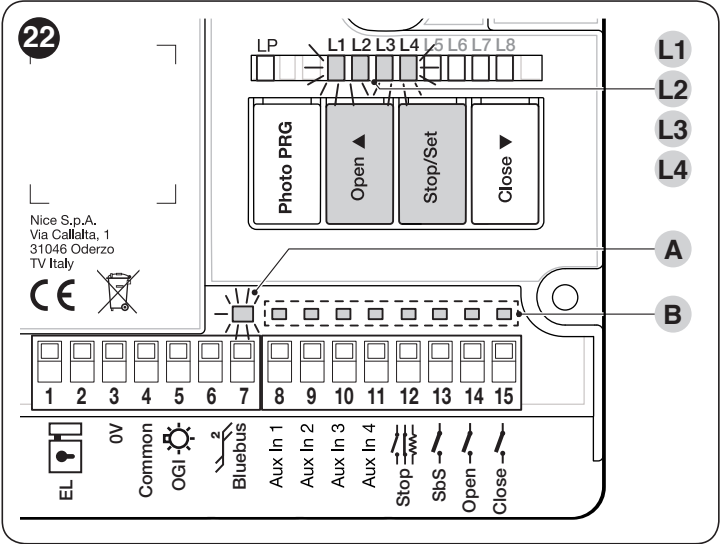 22
LP L1 L2 L3 L4 L5 L6 L7 L8
L1
L2
L3
L4
Photo PRG
Open ▲
Stop/Set
Close ▼
Nice S.p.A.
Via Callalta, 1
31046 Oderzo
TV Italy
CE
A
B
1 2 3 4 5 6 7 8 9 10 11 12 13 14 15
EL
0V
Common
OGI
2
Bluebus
Aux In 1
Aux In 2
Aux In 3
Aux In 4
Stop
SbS
Open
Close